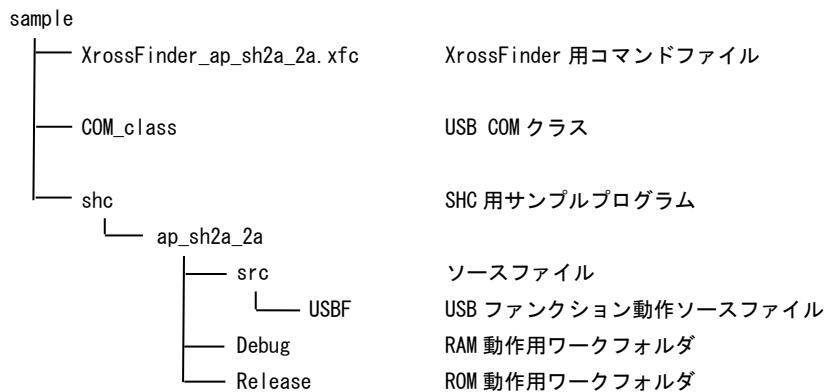 sample
XrossFinder_ap_sh2a_2a.xfc XrossFinder 用コマンドファイル
COM_class USB COM クラス
shc SHC 用サンプルプログラム
ap_sh2a_2a
src ソースファイル
USBF USB ファンクション動作ソースファイル
Debug RAM 動作用ワークフォルダ
Release ROM 動作用ワークフォルダ